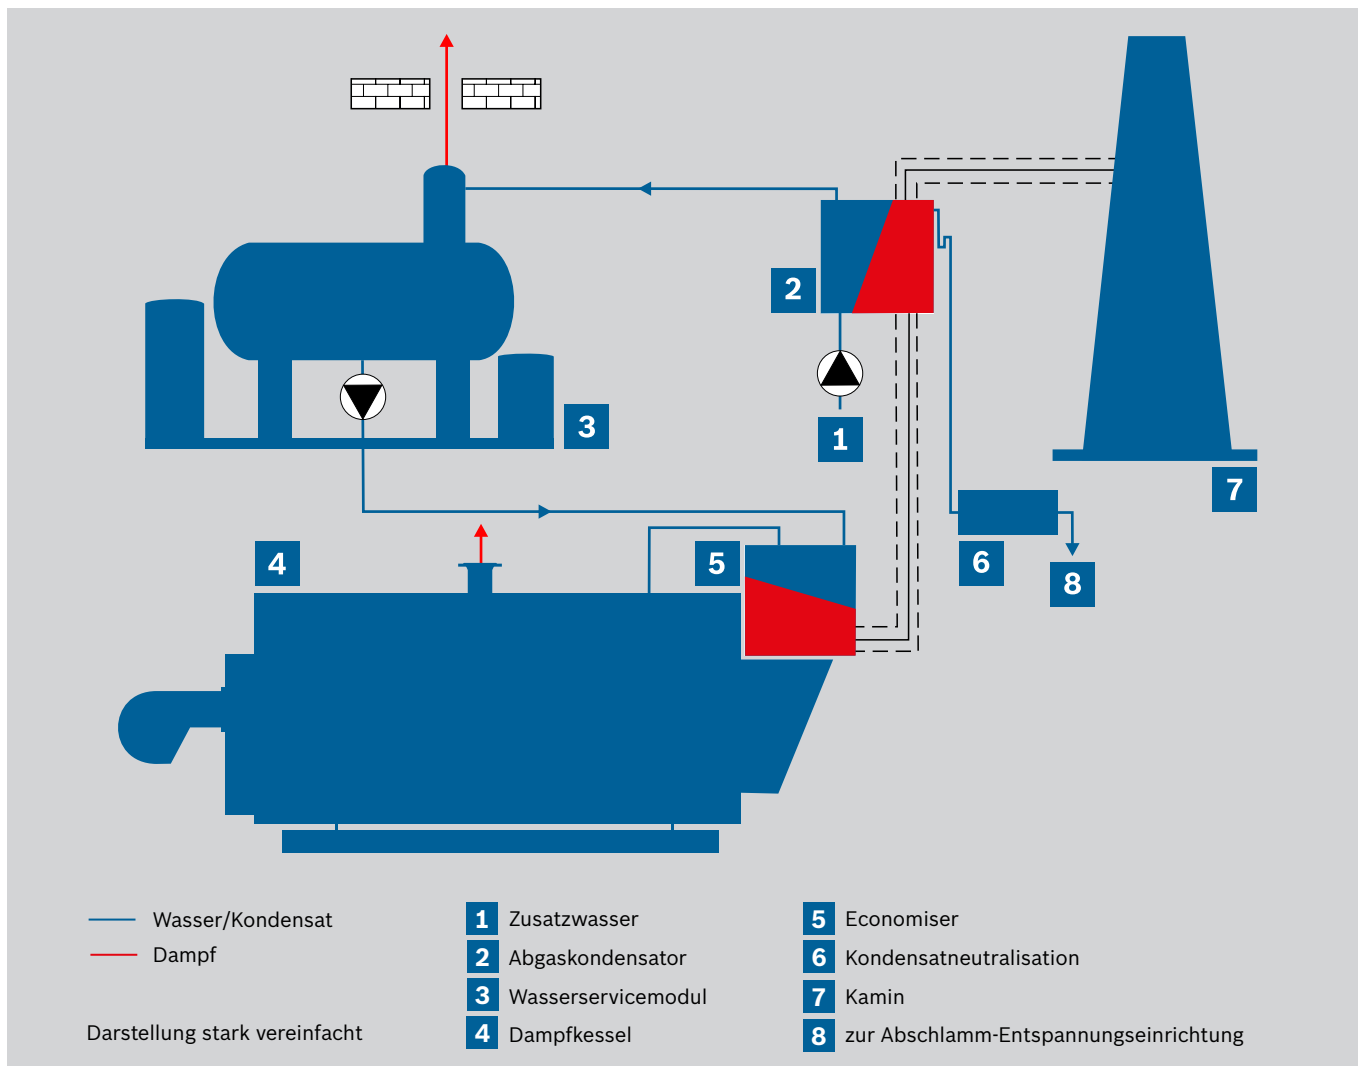 2
1
3
7
4
5
6
8
Wasser/Kondensat
Dampf
Darstellung stark vereinfacht
1 Zusatzwasser
2 Abgaskondensator
3 Wasserservicemodul
4 Dampfkessel
5 Economiser
6 Kondensatneutralisation
7 Kamin
8 zur Abschlamm-Entspannungseinrichtung